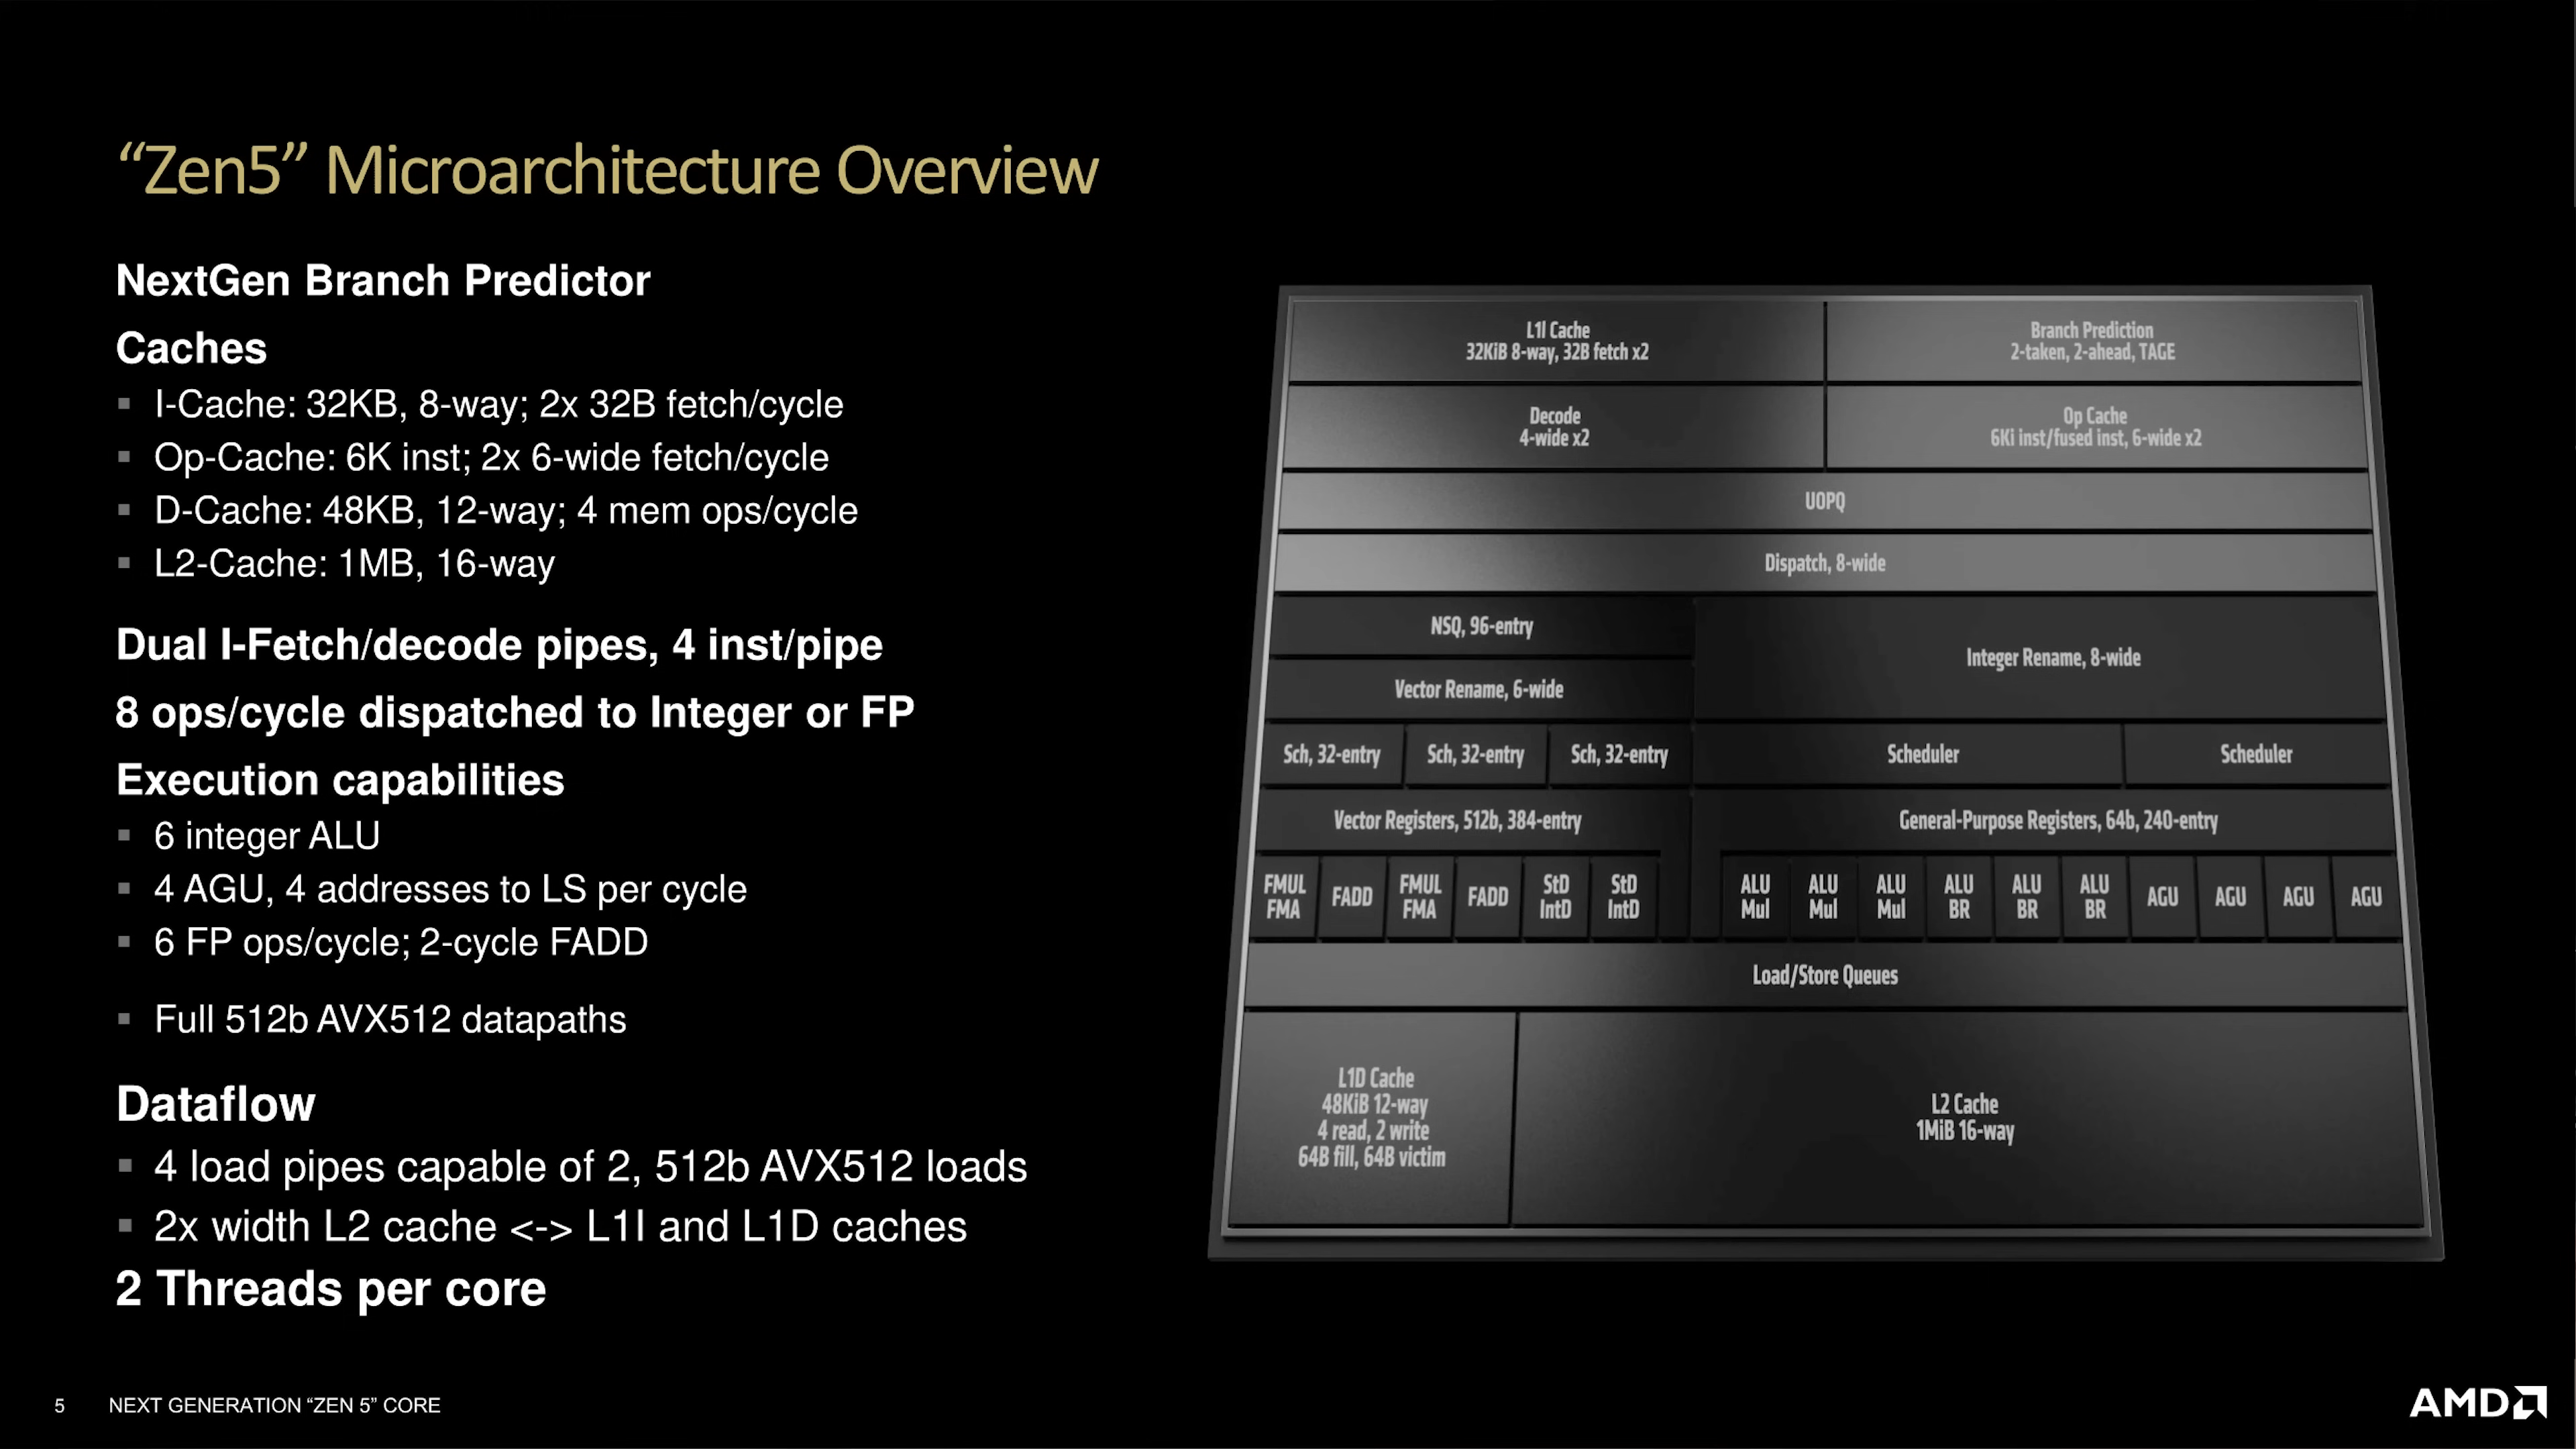 “Zen5” Microarchitecture Overview
NextGen Branch Predictor
Caches
▪ I-Cache: 32KB, 8-way; 2x 32B fetch/cycle
▪ Op-Cache: 6K inst; 2x 6-wide fetch/cycle
▪ D-Cache: 48KB, 12-way; 4 mem ops/cycle
▪ L2-Cache: 1MB, 16-way
Dual I-Fetch/decode pipes, 4 inst/pipe
8 ops/cycle dispatched to Integer or FP
Execution capabilities
▪ 6 integer ALU
▪ 4 AGU, 4 addresses to LS per cycle
▪ 6 FP ops/cycle; 2-cycle FADD
▪ Full 512b AVX512 datapaths
Dataflow
▪ 4 load pipes capable of 2, 512b AVX512 loads
▪ 2x width L2 cache <-> L1I and L1D caches
2 Threads per core
L1I Cache
32KiB 8-way, 32B fetch x2
Branch Prediction
2-taken, 2-ahead, TAGE
Decode
4-wide x2
Op Cache
6Ki inst/fused inst, 6-wide x2
UOPQ
Dispatch, 8-wide
NSQ, 96-entry
Vector Rename, 6-wide
Integer Rename, 8-wide
Sch, 32-entry
Sch, 32-entry
Sch, 32-entry
Scheduler
Scheduler
Vector Registers, 512b, 384-entry
General-Purpose Registers, 64b, 240-entry
FMUL
FMA
FADD
FMUL
FMA
FADD
StD
IntD
StD
IntD
ALU
Mul
ALU
Mul
ALU
Mul
ALU
BR
ALU
BR
ALU
BR
AGU
AGU
AGU
AGU
Load/Store Queues
L1D Cache
48KiB 12-way
4 read, 2 write
64B fill, 64B victim
L2 Cache
1MiB 16-way
5 NEXT GENERATION “ZEN 5” CORE
AMD